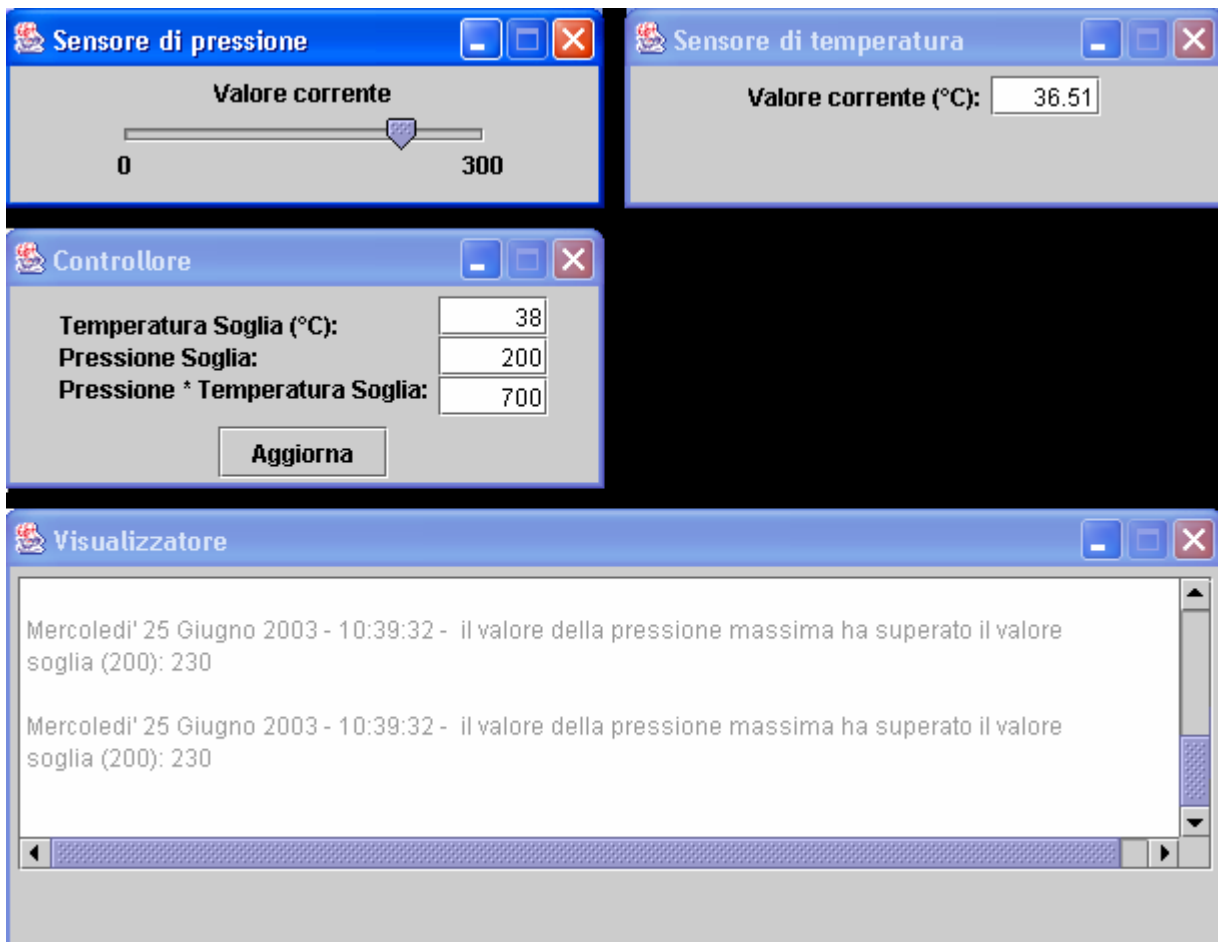 Sensore di pressione
Valore corrente
0 300
Sensore di temperatura
Valore corrente (°C): 36.51
Controllore
Temperatura Soglia (°C): 38
Pressione Soglia: 200
Pressione * Temperatura Soglia: 700
Aggiorna
Visualizzatore
Mercoledi' 25 Giugno 2003 - 10:39:32 - il valore della pressione massima ha superato il valore
soglia (200): 230
Mercoledi' 25 Giugno 2003 - 10:39:32 - il valore della pressione massima ha superato il valore
soglia (200): 230